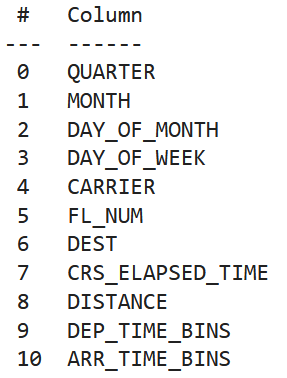 #   Column
---  ------
0   QUARTER
1   MONTH
2   DAY_OF_MONTH
3   DAY_OF_WEEK
4   CARRIER
5   FL_NUM
6   DEST
7   CRS_ELAPSED_TIME
8   DISTANCE
9   DEP_TIME_BINS
10  ARR_TIME_BINS